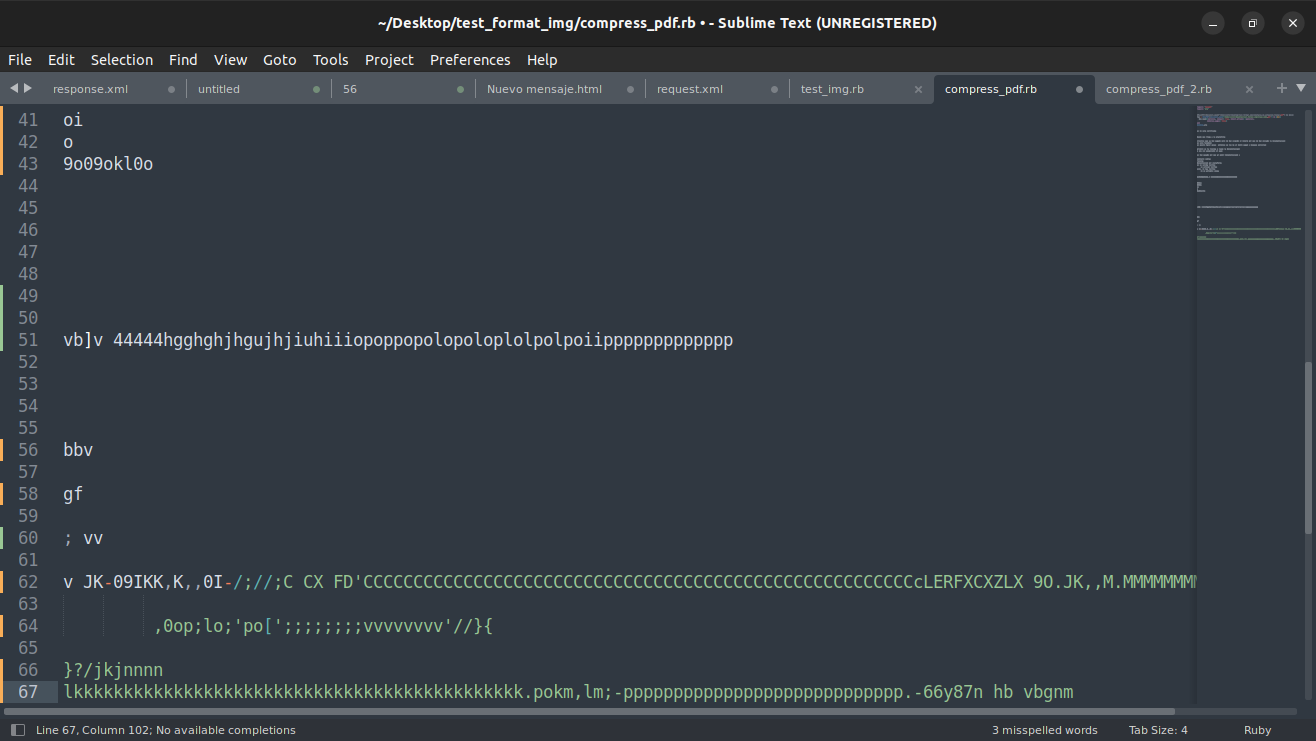 ~/Desktop/test_format_img/compress_pdf.rb • - Sublime Text (UNREGISTERED)
File Edit Selection Find View Goto Tools Project Preferences Help
response.xml untitled 56 Nuevo mensaje.html request.xml test_img.rb compress_pdf.rb compress_pdf_2.rb
41 oi
42 o
43 9o09okl0o
44
45
46
47
48
49
50
51 vb]v 44444hgghghjhgujhjiuhiiiopoppopolopoloplolpolpoiippppppppppppp
52
53
54
55
56 bbv
57
58 gf
59
60 ; vv
61
62 v JK-09IKK,K,,0I-/;//;C CX FD'CCCCCCCCCCCCCCCCCCCCCCCCCCCCCCCCCCCCCCCCCCCCCCCCCCCCCCCcLERFXCXZLX 9O.JK,,M.MMMMMMMM
63
64 ,0op;lo;'po[';;;;;;;;vvvvvvvv'//}{
65
66 }?/jkjnnnn
67 lkkkkkkkkkkkkkkkkkkkkkkkkkkkkkkkkkkkkkkkkkkkkk.pokm,lm;-pppppppppppppppppppppppppppp.-66y87n hb vbgnm
Line 67, Column 102; No available completions 3 misspelled words Tab Size: 4 Ruby